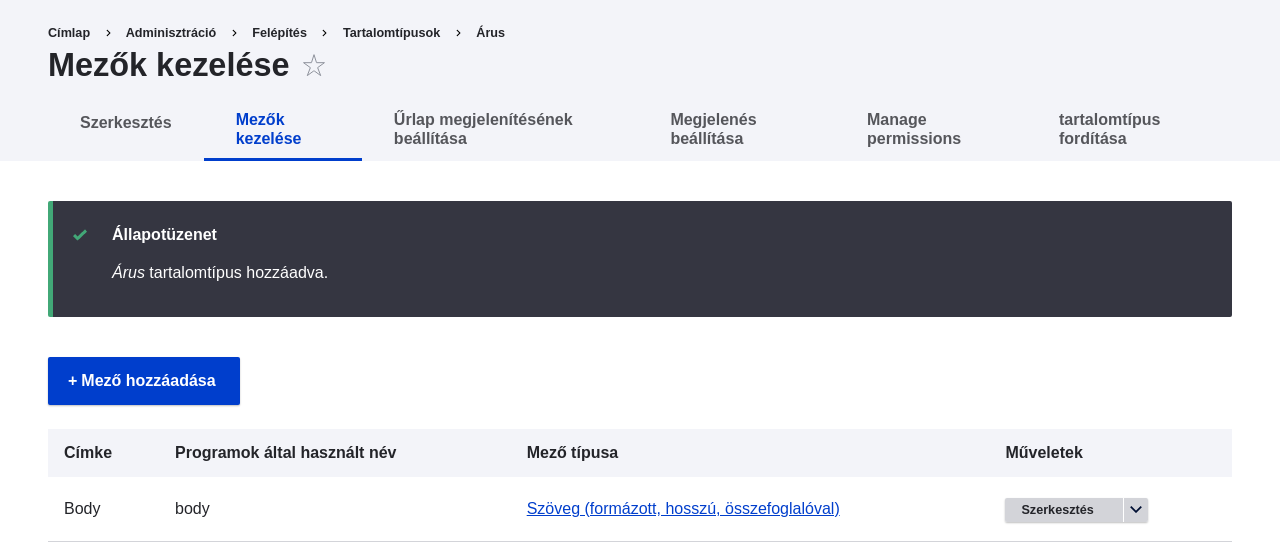 Címlap > Adminisztráció > Felépítés > Tartalomtípusok > Árus
Mezők kezelése ☆
Szerkesztés
Mezők kezelése
Űrlap megjelenítésének beállítása
Megjelenés beállítása
Manage permissions
tartalomtípus fordítása
Állapotüzenet
Árus tartalomtípus hozzáadva.
+ Mező hozzáadása
Címke Programok által használt név Mező típusa Műveletek
Body body Szöveg (formázott, hosszú, összefoglalóval) Szerkesztés